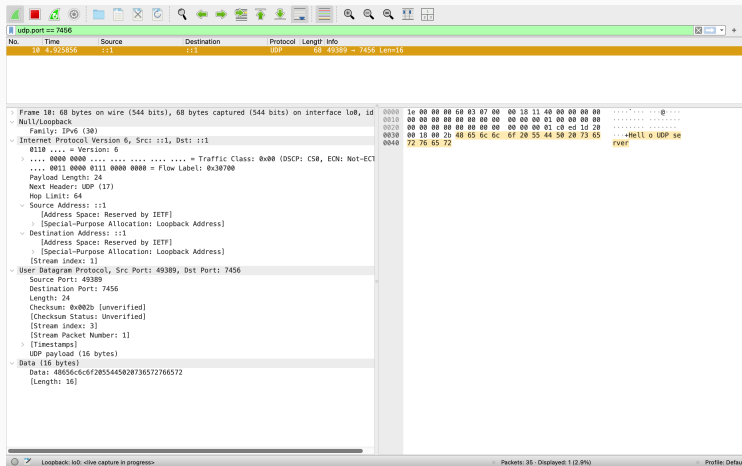 udp.port == 7456
No. Time Source Destination Protocol Length Info
10 4.925856 ::1 ::1 UDP 68 49389 → 7456 Len=16
Frame 10: 68 bytes on wire (544 bits), 68 bytes captured (544 bits) on interface lo0, id
Null/Loopback
Family: IPv6 (30)
Internet Protocol Version 6, Src: ::1, Dst: ::1
0110 .... = Version: 6
.... 0000 0000 .... .... .... .... .... = Traffic Class: 0x00 (DSCP: CS0, ECN: Not-ECT
.... 0011 0000 0111 0000 0000 = Flow Label: 0x30700
Payload Length: 24
Next Header: UDP (17)
Hop Limit: 64
Source Address: ::1
[Address Space: Reserved by IETF]
[Special-Purpose Allocation: Loopback Address]
Destination Address: ::1
[Address Space: Reserved by IETF]
[Special-Purpose Allocation: Loopback Address]
[Stream index: 1]
User Datagram Protocol, Src Port: 49389, Dst Port: 7456
Source Port: 49389
Destination Port: 7456
Length: 24
Checksum: 0x002b [unverified]
[Checksum Status: Unverified]
[Stream index: 3]
[Stream Packet Number: 1]
[Timestamps]
UDP payload (16 bytes)
Data (16 bytes)
Data: 48656c6c6f20554450207365727665​72
[Length: 16]
0000 1e 00 00 00 60 03 07 00 00 18 11 40 00 00 00 00 ····`··· ···@····
0010 00 00 00 00 00 00 00 00 00 00 00 01 00 00 00 00 ········ ········
0020 00 00 00 00 00 00 00 00 00 00 00 01 c0 ed 1d 20 ········ ·······
0030 00 18 00 2b 48 65 6c 6c 6f 20 55 44 50 20 73 65 ···+Hell o UDP se
0040 72 76 65 72 rver
Loopback: lo0: <live capture in progress>
Packets: 35 · Displayed: 1 (2.9%)
Profile: Defau